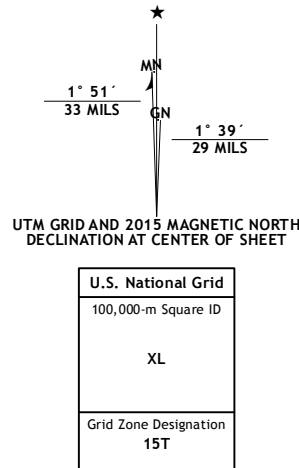 MN
GN
1° 51´
33 MILS
1° 39´
29 MILS
UTM GRID AND 2015 MAGNETIC NORTH
DECLINATION AT CENTER OF SHEET
U.S. National Grid
100,000-m Square ID
XL
Grid Zone Designation
15T